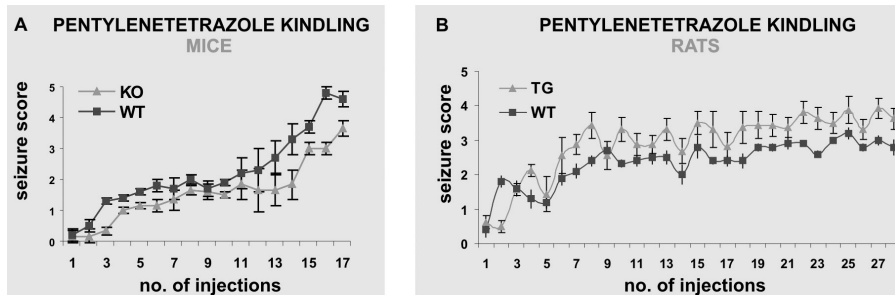 A PENTYLENETETRAZOLE KINDLING
MICE
seizure score
5
4
3
2
1
0
KO
WT
1 3 5 7 9 11 13 15 17
no. of injections
B PENTYLENETETRAZOLE KINDLING
RATS
seizure score
5
4
3
2
1
0
TG
WT
1 3 5 7 9 11 13 15 17 19 21 23 25 27
no. of injections